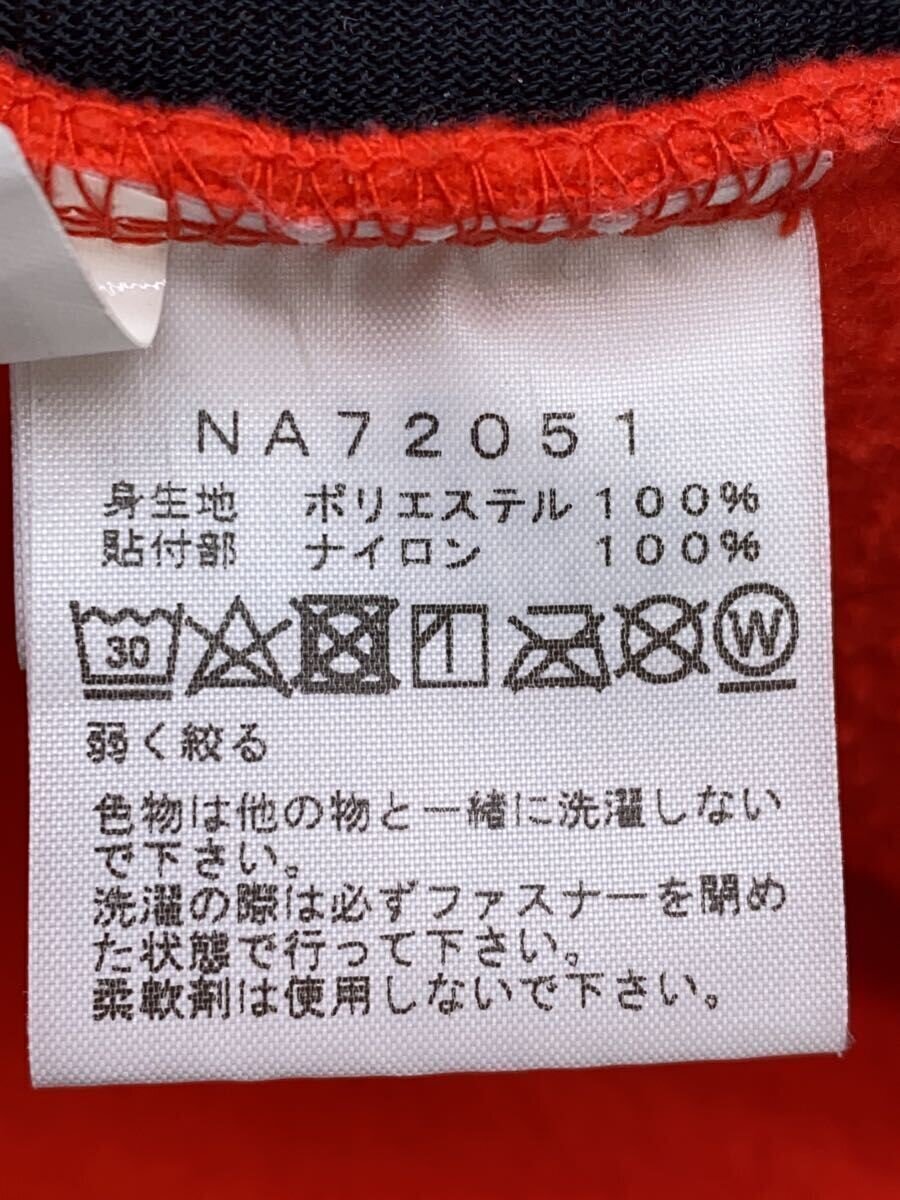 NA72051
身生地 ポリエステル 100%
貼付部 ナイロン 100%
30 W
弱く絞る
色物は他の物と一緒に洗濯しない
で下さい。
洗濯の際は必ずファスナーを閉め
た状態で行って下さい。
柔軟剤は使用しないで下さい。